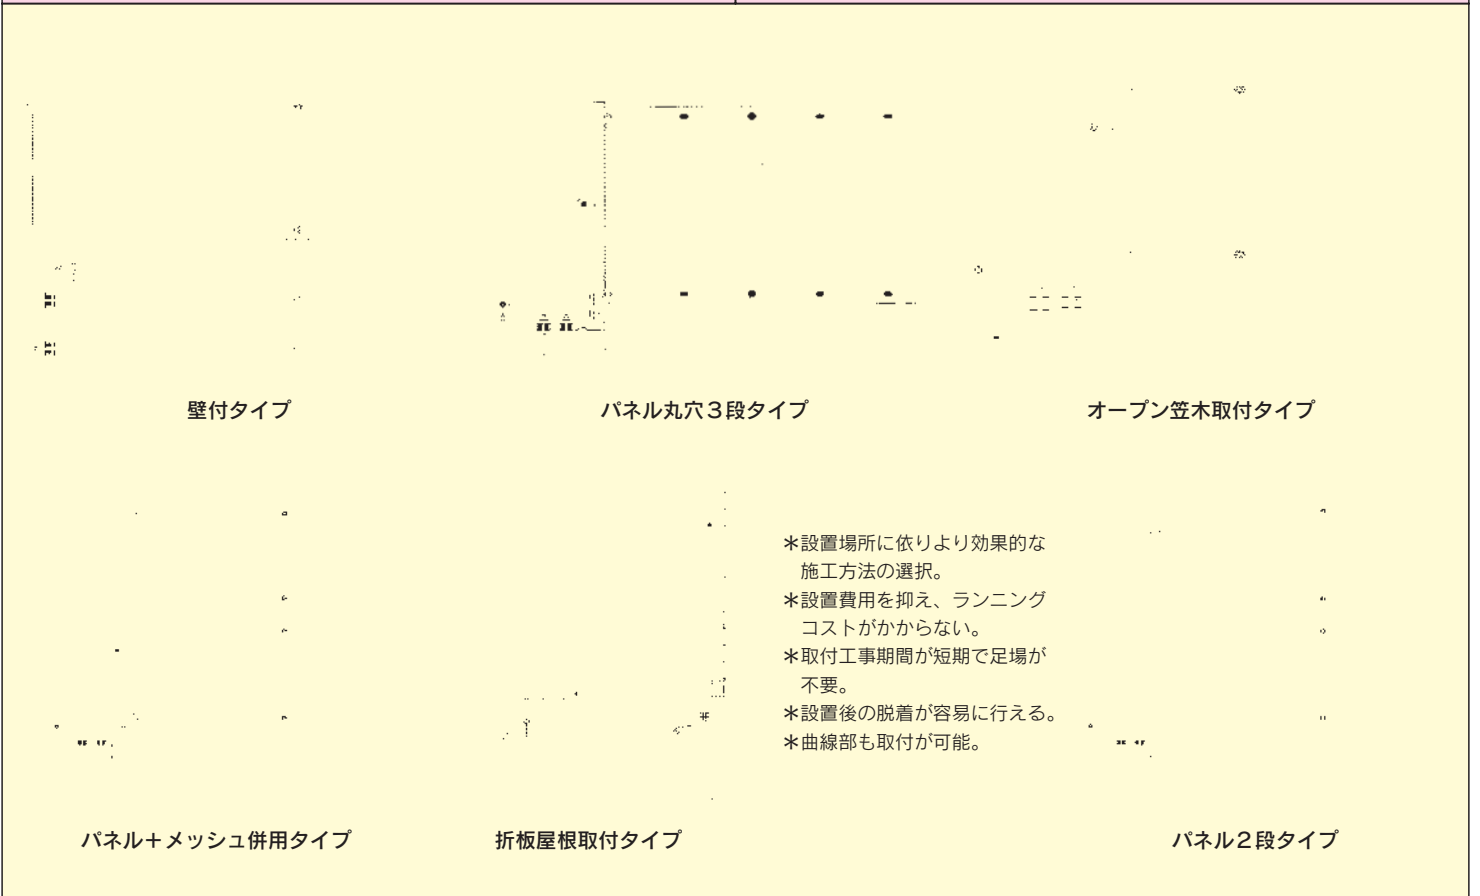 壁付タイプ
パネル丸穴３段タイプ
オープン笠木取付タイプ
＊設置場所に依りより効果的な
施工方法の選択。
＊設置費用を抑え、ランニング
コストがかからない。
＊取付工事期間が短期で足場が
不要。
＊設置後の脱着が容易に行える。
＊曲線部も取付が可能。
パネル＋メッシュ併用タイプ
折板屋根取付タイプ
パネル２段タイプ